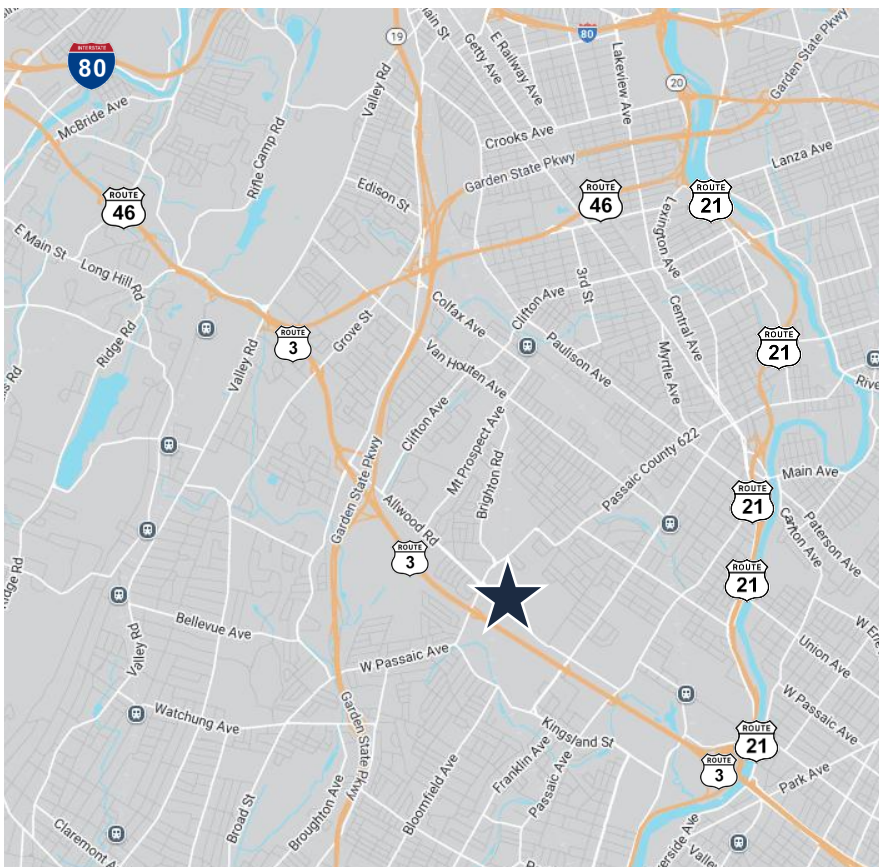 Main St
Getty Ave
E Railway Ave
80
Lakeview Ave
Garden State Pkwy
19
INTERSTATE
80
Valley Rd
20
McBride Ave
Rifle Camp Rd
Crooks Ave
Lanza Ave
Garden State Pkwy
Edison St
ROUTE
46
ROUTE
46
ROUTE
21
Lexington Ave
E Main St
Long Hill Rd
3rd St
Clifton Ave
Colfax Ave
Central Ave
Grove St
ROUTE
3
Ridge Rd
Valley Rd
Van Houten Ave
Paulison Ave
Myrtle Ave
ROUTE
21
Clifton Ave
Mt Prospect Ave
Brighton Rd
Passaic County 622
Garden State Pkwy
Main Ave
Allwood Rd
ROUTE
21
Carlton Ave
Paterson Ave
ROUTE
3
ROUTE
21
Ridge Rd
Bellevue Ave
Valley Rd
W Passaic Ave
Union Ave
Watchung Ave
Garden State Pkwy
Kingsland St
W Passaic Ave
ROUTE
21
Franklin Ave
Passaic Ave
ROUTE
3
Park Ave
Bloomfield Ave
Broughton Ave
Broad St
Claremont A